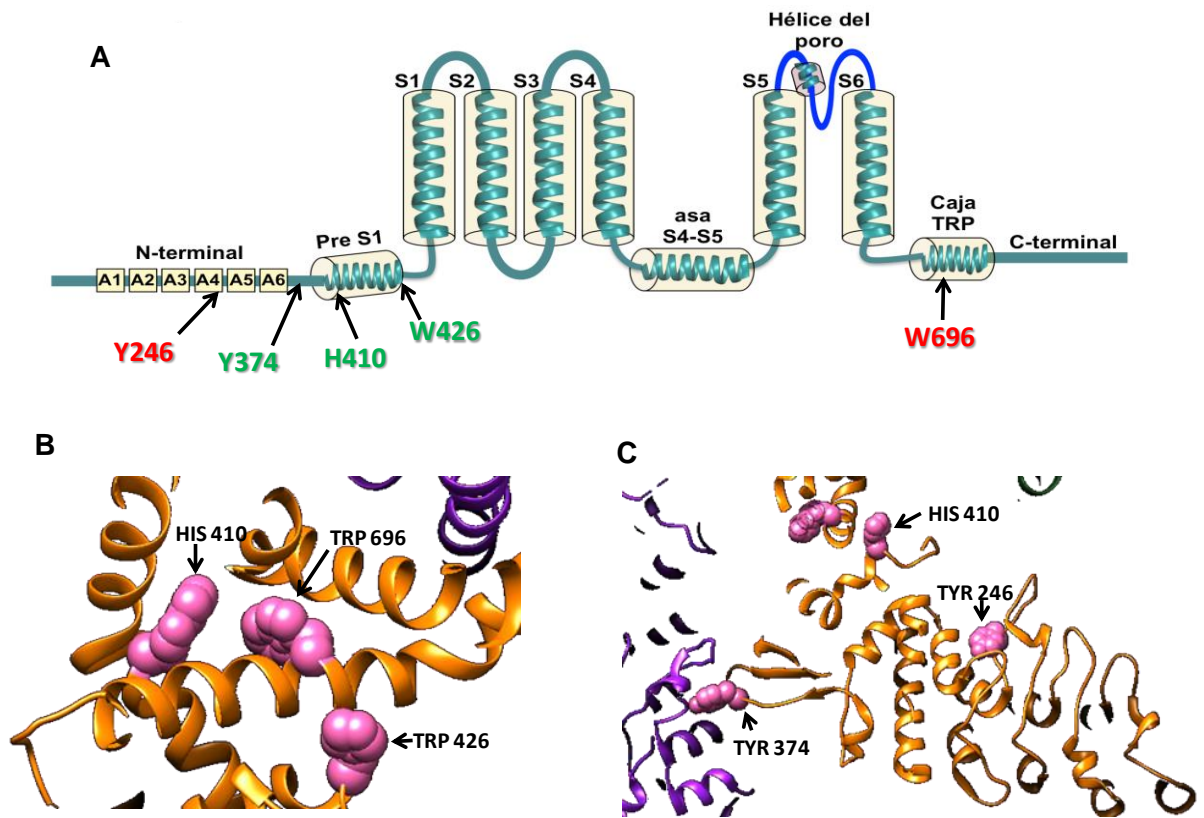 A
Hélice del
poro
S1
S2
S3
S4
S5
S6
N-terminal
A1
A2
A3
A4
A5
A6
Pre S1
asa
S4-S5
Caja
TRP
C-terminal
Y246
Y374
H410
W426
W696
B
HIS 410
TRP 696
TRP 426
C
HIS 410
TYR 246
TYR 374